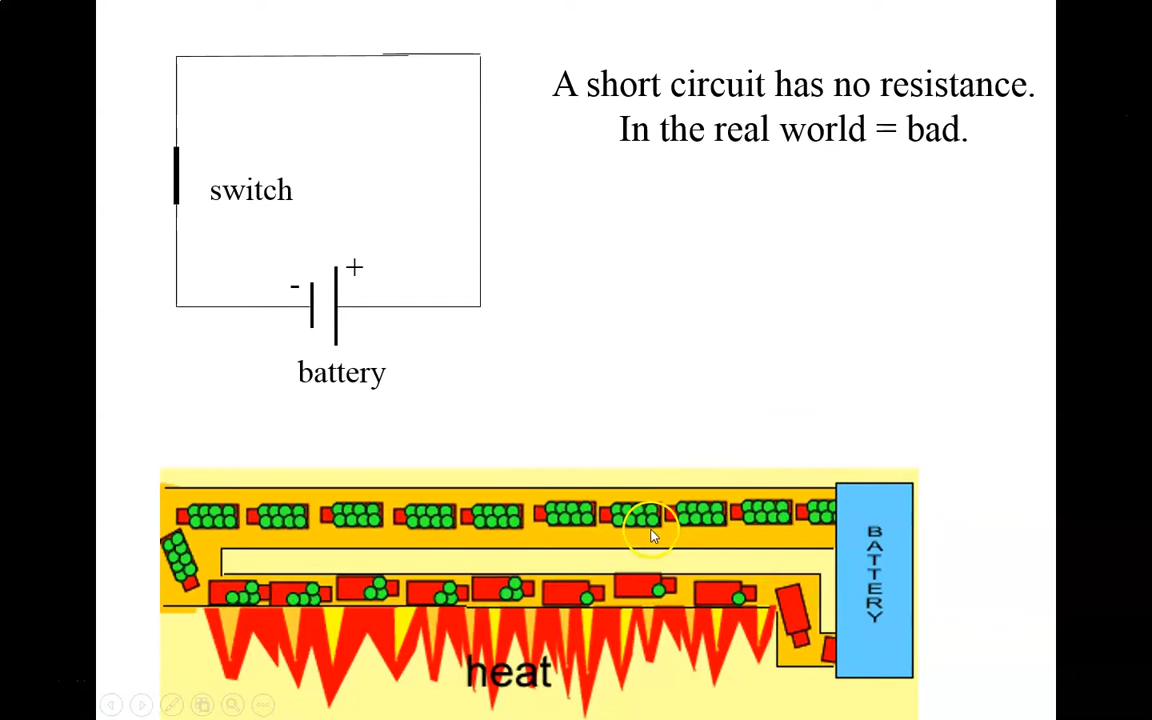 A short circuit has no resistance.
In the real world = bad.
switch
- +
battery
BATTERY
heat